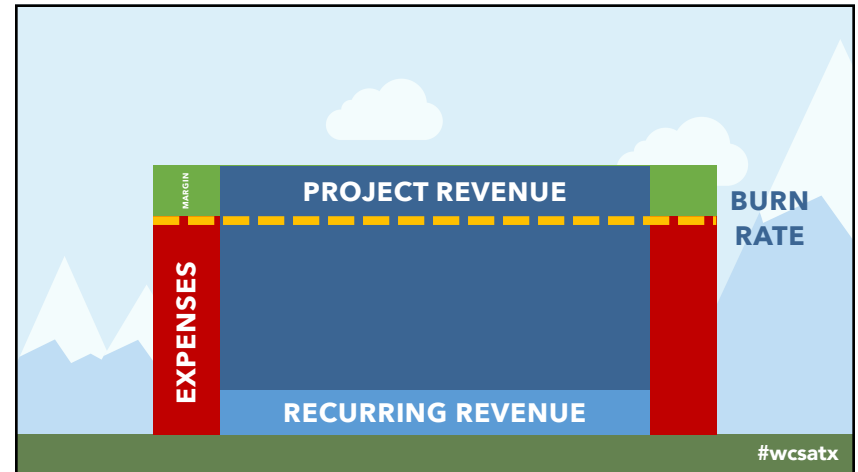 MARGIN
PROJECT REVENUE
BURN
RATE
EXPENSES
RECURRING REVENUE
#wcsatx